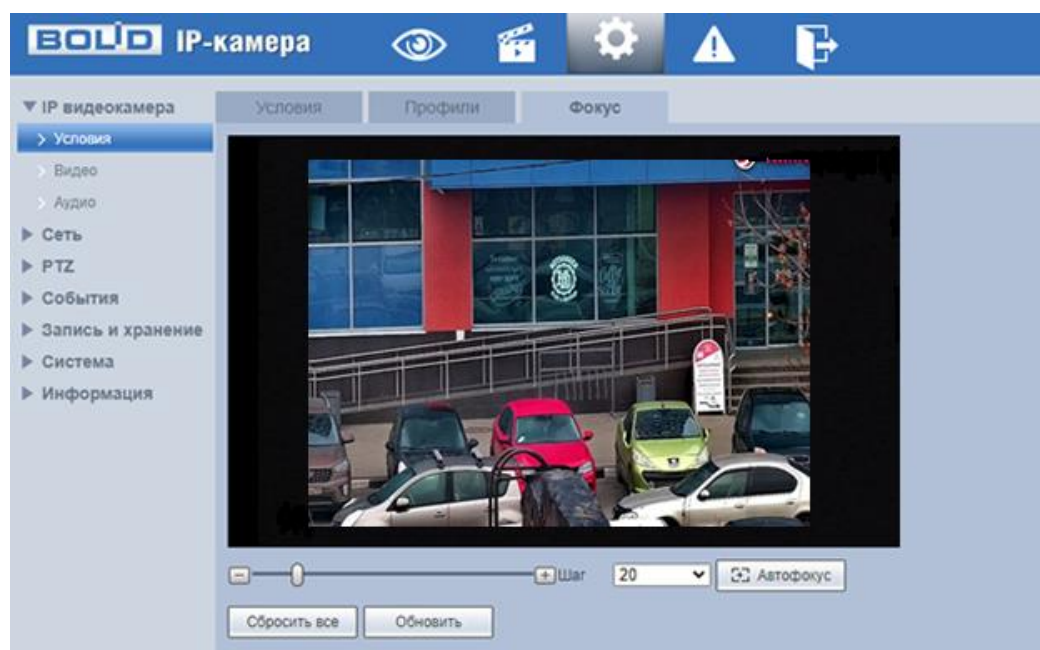 BOLID IP-камера
IP видеокамера
Условия
Видео
Аудио
Сеть
PTZ
События
Запись и хранение
Система
Информация
Условия Профили Фокус
Шаг 20 Автофокус
Сбросить все Обновить